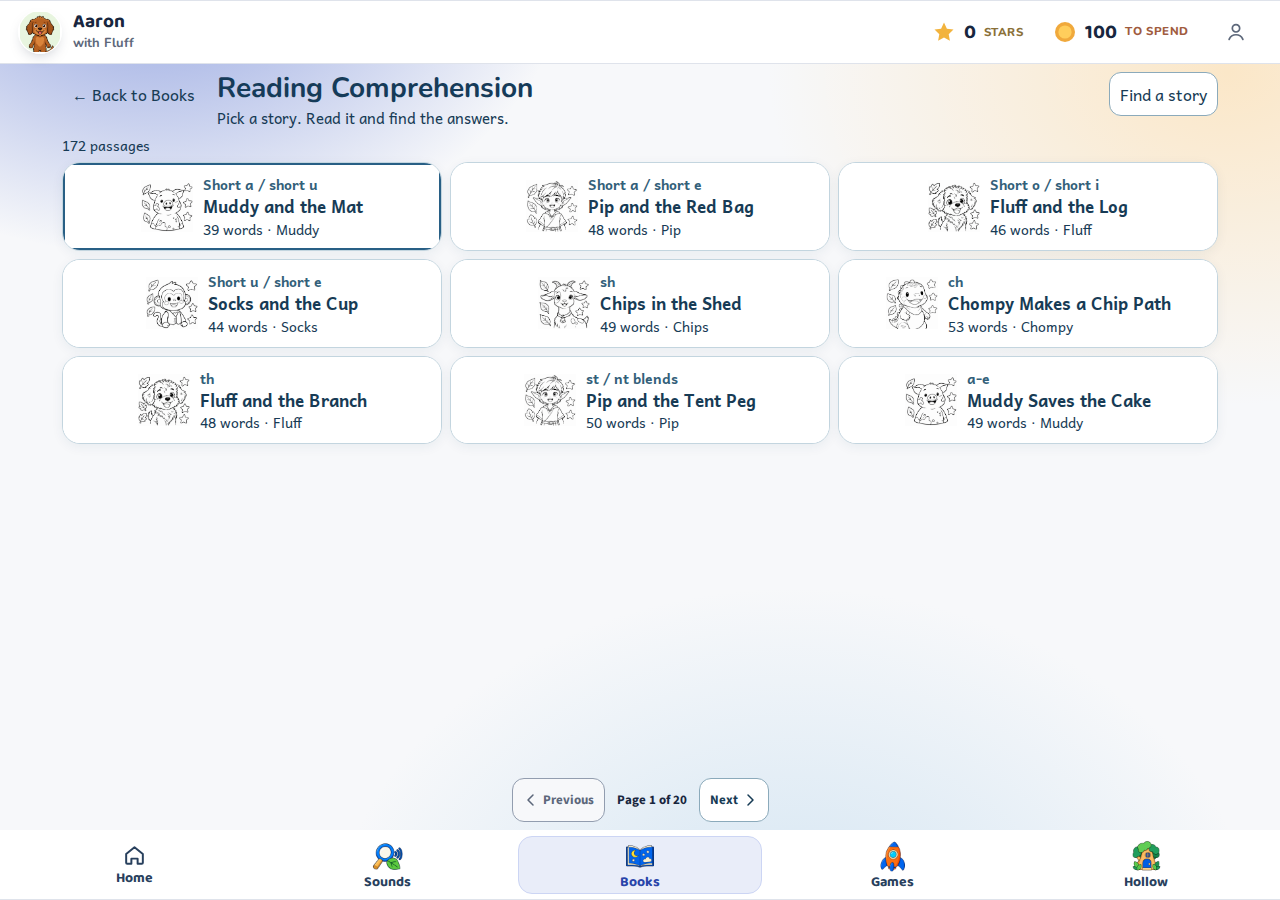 Aaron
with Fluff
0 STARS
100 TO SPEND
← Back to Books
Reading Comprehension
Pick a story. Read it and find the answers.
Find a story
172 passages
Short a / short u
Muddy and the Mat
39 words · Muddy
Short a / short e
Pip and the Red Bag
48 words · Pip
Short o / short i
Fluff and the Log
46 words · Fluff
Short u / short e
Socks and the Cup
44 words · Socks
sh
Chips in the Shed
49 words · Chips
ch
Chompy Makes a Chip Path
53 words · Chompy
th
Fluff and the Branch
48 words · Fluff
st / nt blends
Pip and the Tent Peg
50 words · Pip
a-e
Muddy Saves the Cake
49 words · Muddy
Previous
Page 1 of 20
Next
Home
Sounds
Books
Games
Hollow